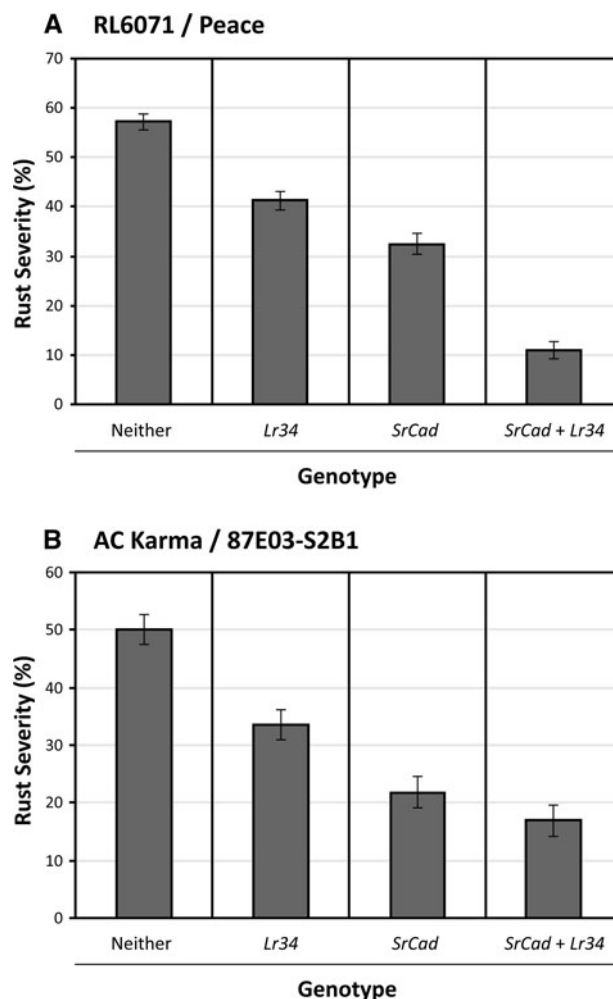 A RL6071 / Peace
70
60
50
40
30
20
10
0
Rust Severity (%)
Neither Lr34 SrCad SrCad + Lr34
Genotype
B AC Karma / 87E03-S2B1
60
50
40
30
20
10
0
Rust Severity (%)
Neither Lr34 SrCad SrCad + Lr34
Genotype